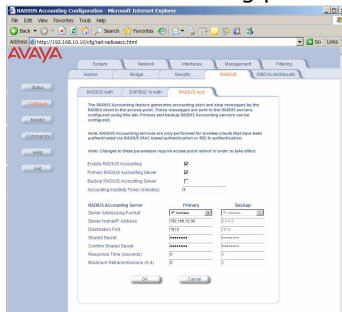 RADIUS Accounting Configuration - Microsoft Internet Explorer
File Edit View Favorites Tools Help
Back Search Favorites
Address http://192.168.10.10/cfg/rad-radiusacc.html Go Links
AVAYA
System Network Interfaces Management Filtering
Alarms Bridge Security RADIUS SSID/VLAN/Security
Status
Configure
Monitor
Commands
Help
Exit
RADIUS Auth EAP/802.1x Auth RADIUS Acct
The RADIUS Accounting feature generates accounting start and stop messages by the
RADIUS client in the access point. These messages are sent to the RADIUS servers
configured using this tab. Primary and backup RADIUS Accounting servers can be
configured.
Note: RADIUS Accounting services are only performed for wireless clients that have been
authenticated via RADIUS MAC based authentication or 802.1x authentication.
Note: Changes to these parameters require access point reboot in order to take effect.
Enable RADIUS Accounting
Primary RADIUS Accounting Server
Backup RADIUS Accounting Server
Accounting Inactivity Timer (minutes)
RADIUS Accounting Server Primary Backup
Server Addressing Format IP Address IP Address
Server Name/IP Address 0.0.0.0
Destination Port 1813 1813
Shared Secret
Confirm Shared Secret
Response Time (seconds) 3 3
Maximum Retransmissions (0-4) 3 3
OK Cancel